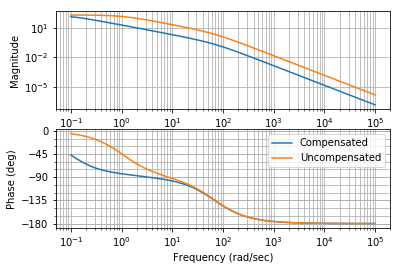 Magnitude
10¹
10⁻²
10⁻⁵
10⁻¹ 10⁰ 10¹ 10² 10³ 10⁴ 10⁵
Phase (deg)
0
-45
-90
-135
-180
Compensated
Uncompensated
10⁻¹ 10⁰ 10¹ 10² 10³ 10⁴ 10⁵
Frequency (rad/sec)